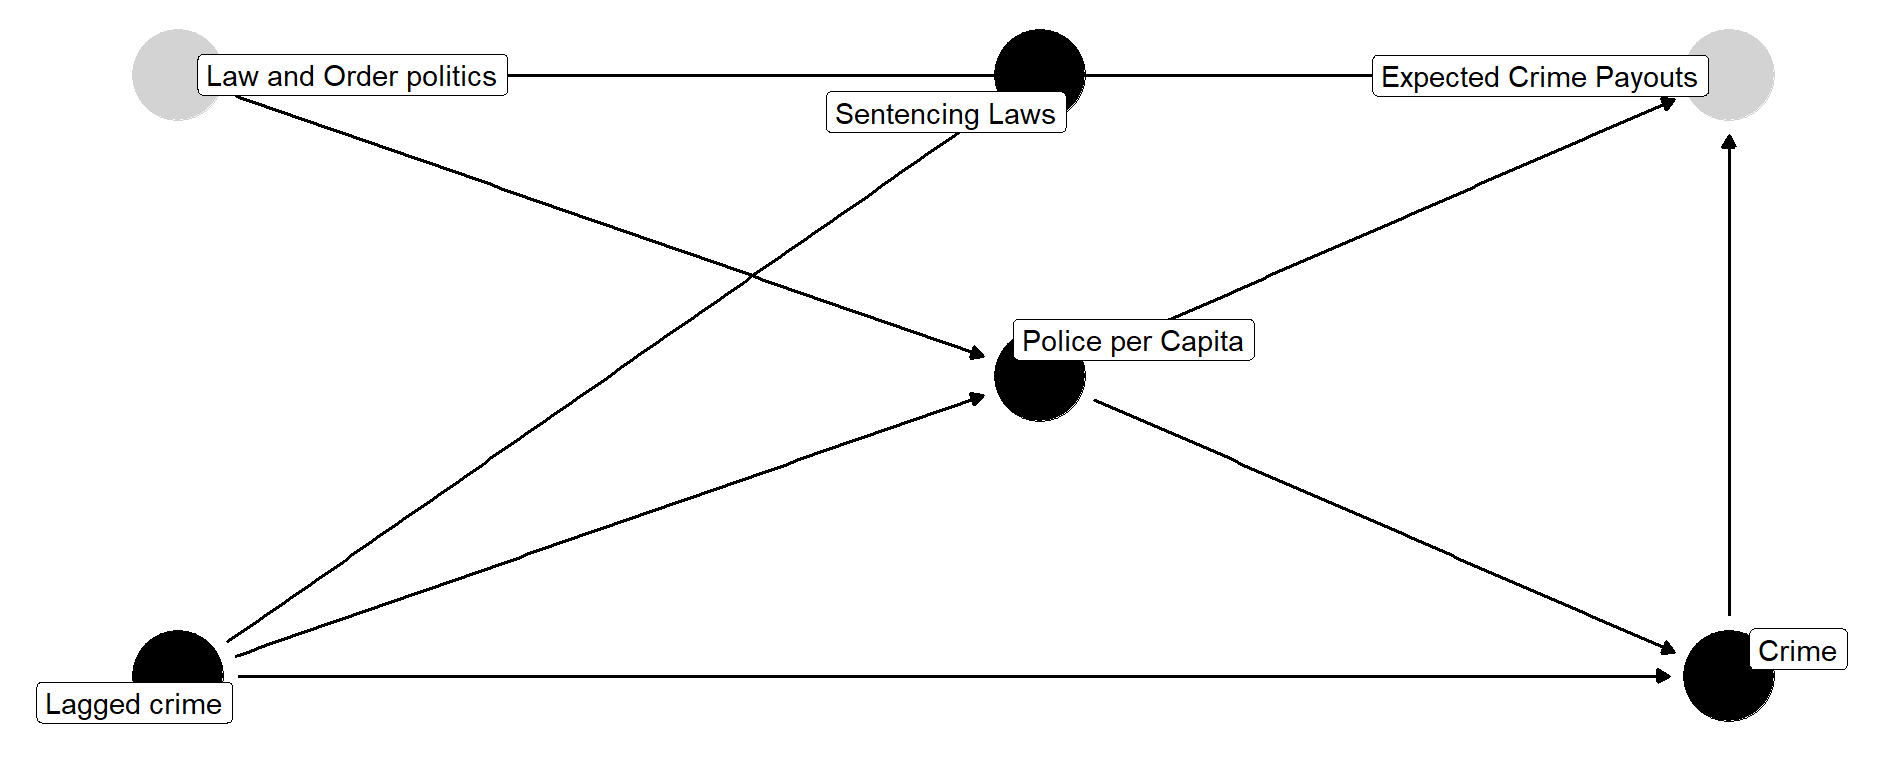 Law and Order politics
Sentencing Laws
Expected Crime Payouts
Police per Capita
Lagged crime
Crime